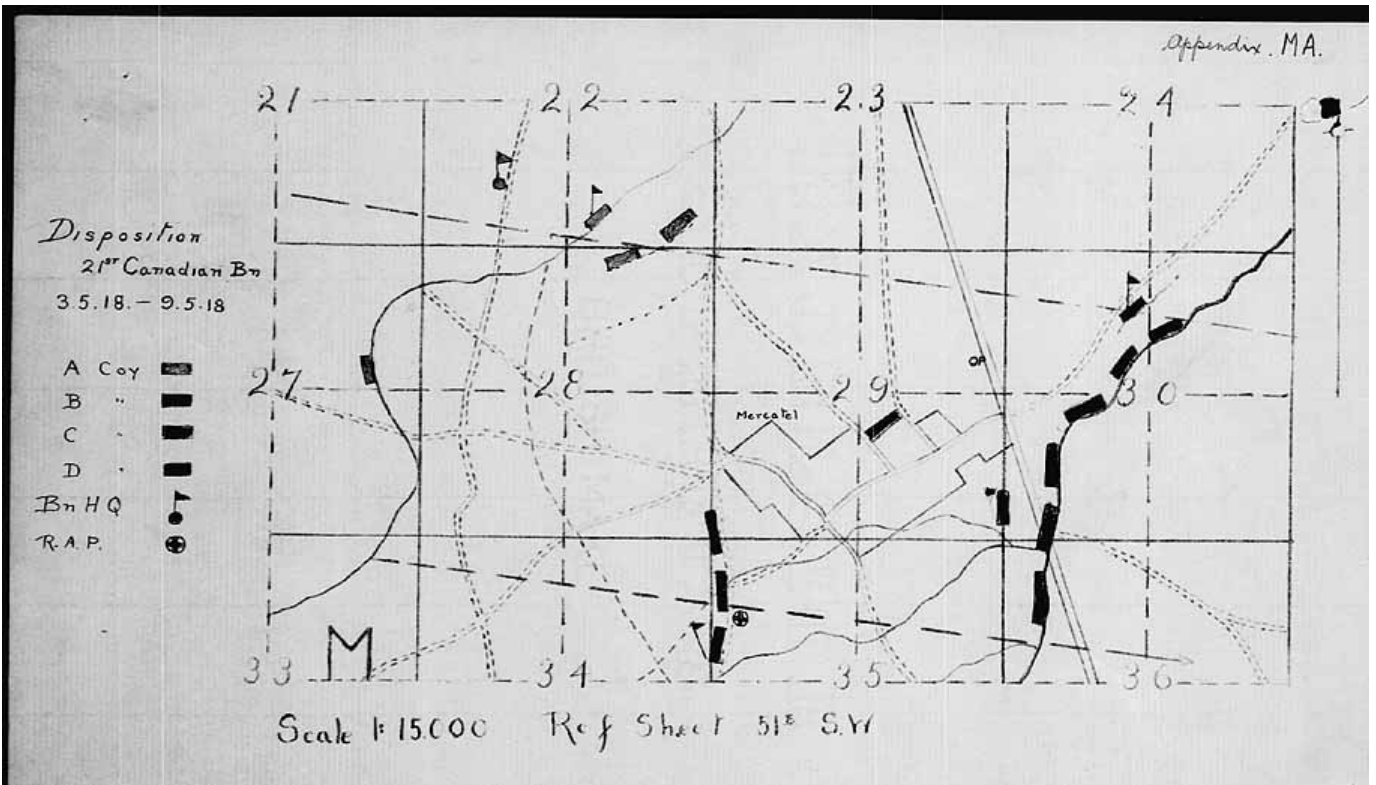 Appendix. MA.
21 22 23 24
Disposition
21st Canadian Bn
3.5.18. – 9.5.18
A Coy
B "
C "
D "
Bn HQ
R.A.P.
OP
27 28 29 30
Mercatel
M
33 34 35 36
Scale 1:15.000 Ref Sheet 51B S.W